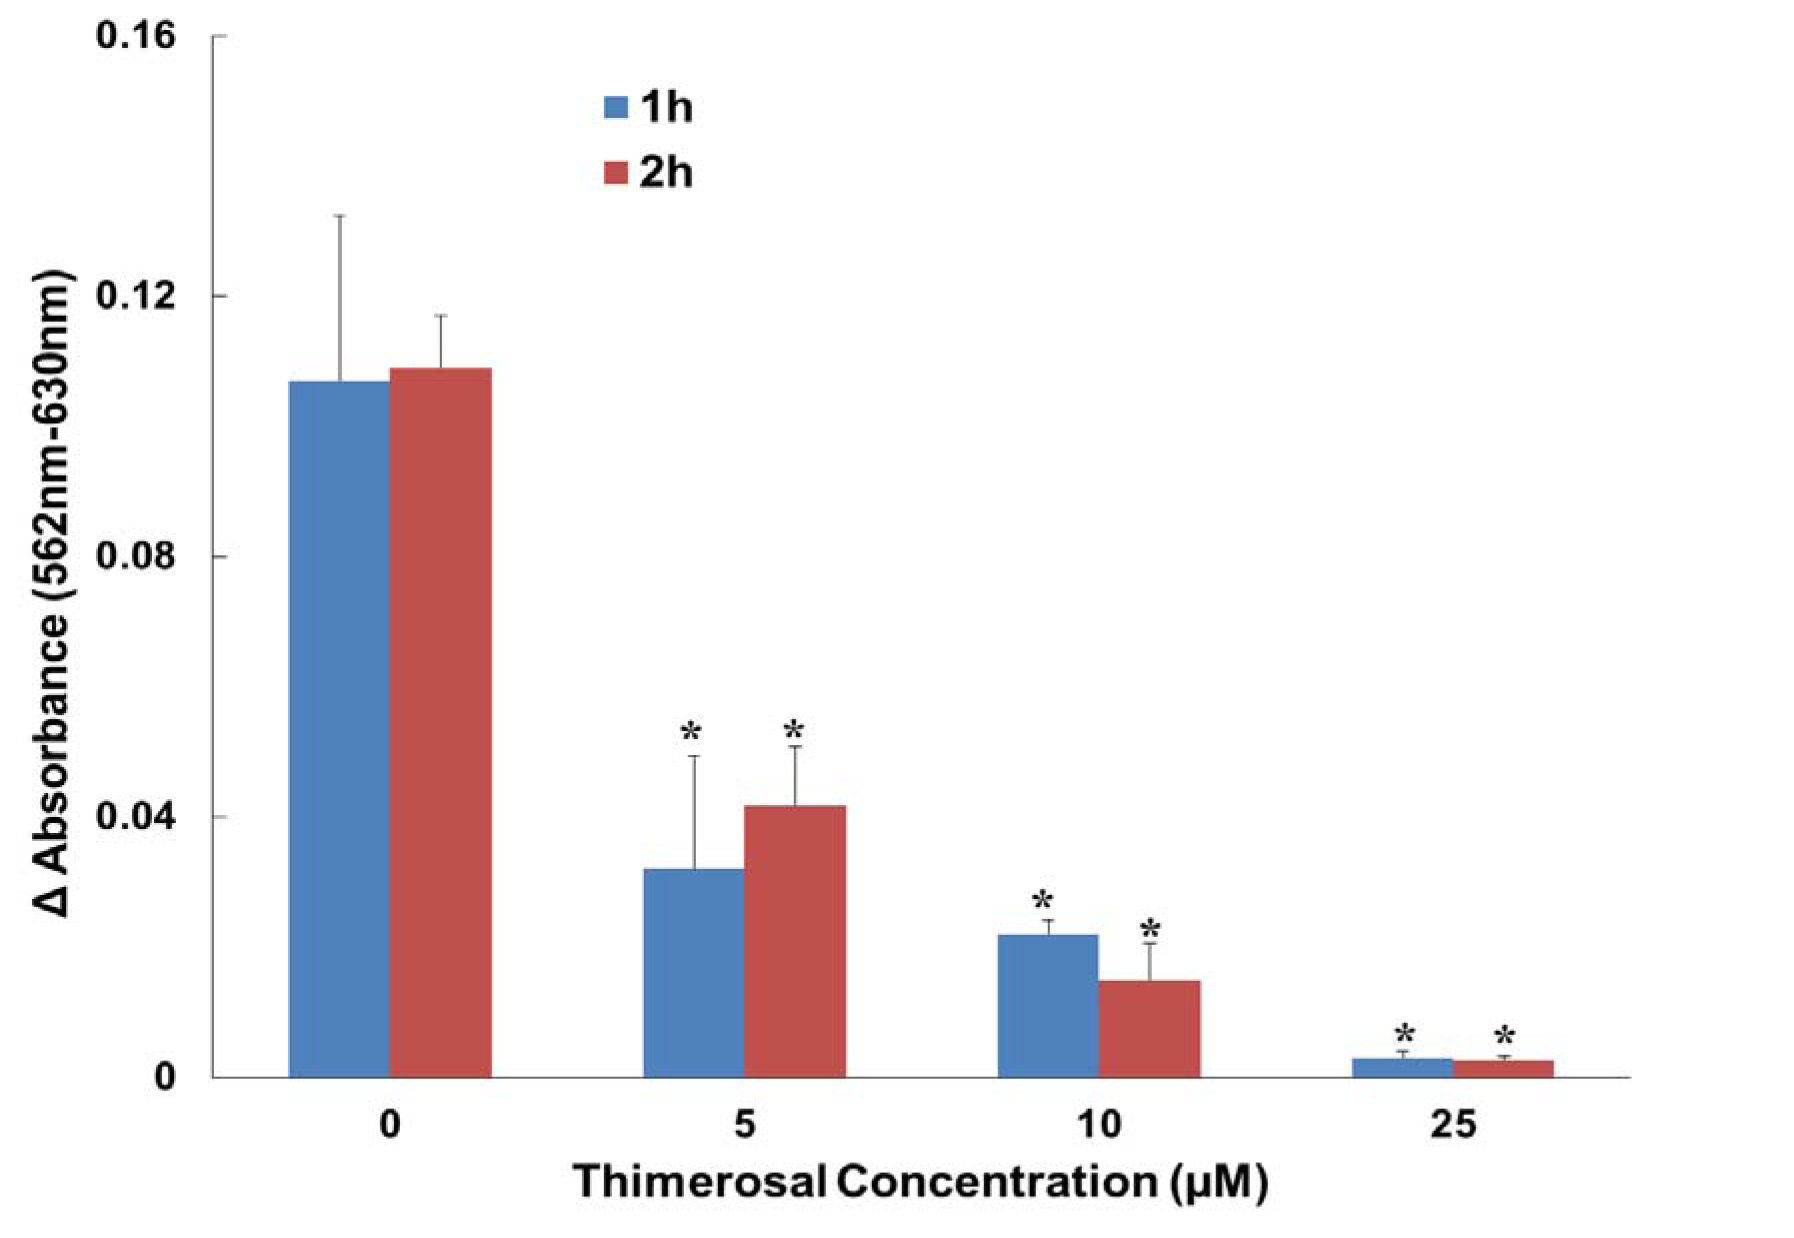 0.16
0.12
0.08
0.04
0
Δ Absorbance (562nm-630nm)
1h
2h
* *
* *
* *
0 5 10 25
Thimerosal Concentration (µM)